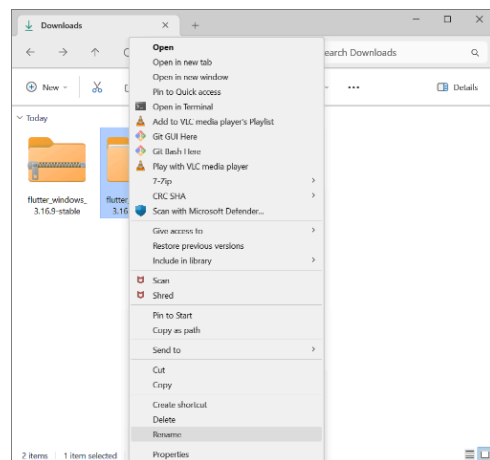 Downloads
earch Downloads
New
Details
Today
flutter_windows_
3.16.9-stable
flutter
3.16
Open
Open in new tab
Open in new window
Pin to Quick access
Open in Terminal
Add to VLC media player's Playlist
Git GUI Here
Git Bash Here
Play with VLC media player
7-Zip
CRC SHA
Scan with Microsoft Defender...
Give access to
Restore previous versions
Include in library
Scan
Shred
Pin to Start
Copy as path
Send to
Cut
Copy
Create shortcut
Delete
Rename
Properties
2 items 1 item selected